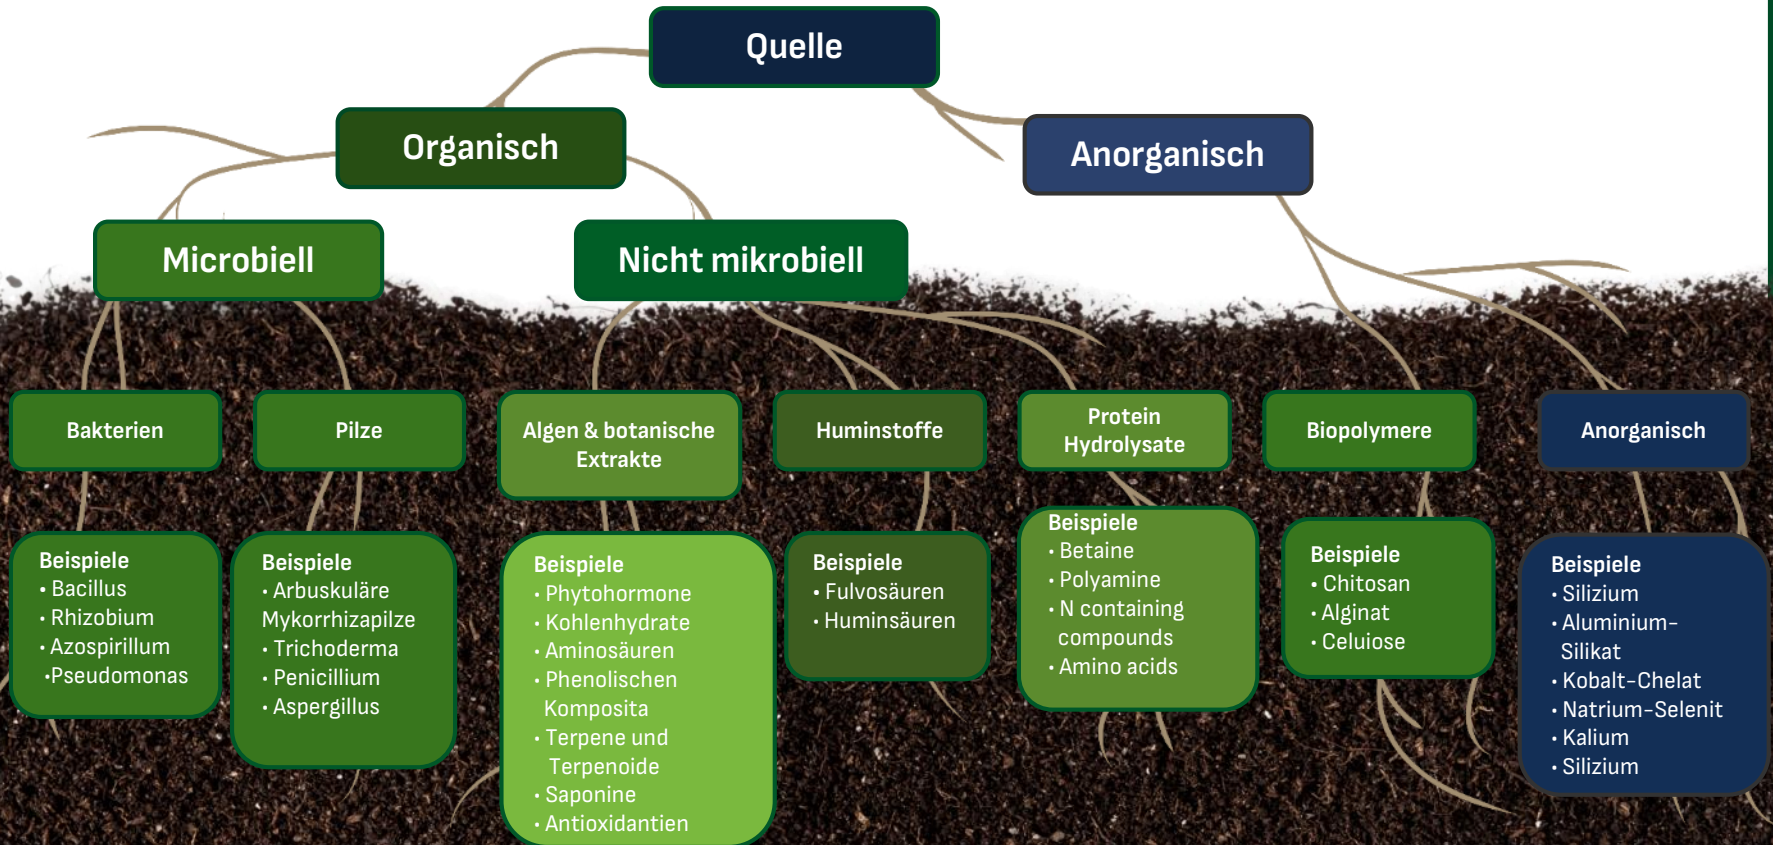 Quelle
Organisch
Anorganisch
Microbiell
Nicht mikrobiell
Bakterien
Pilze
Algen & botanische
Extrakte
Huminstoffe
Protein
Hydrolysate
Biopolymere
Anorganisch
Beispiele
• Bacillus
• Rhizobium
• Azospirillum
•Pseudomonas
Beispiele
• Arbuskuläre
Mykorrhizapilze
• Trichoderma
• Penicillium
• Aspergillus
Beispiele
• Phytohormone
• Kohlenhydrate
• Aminosäuren
• Phenolischen
Komposita
• Terpene und
Terpenoide
• Saponine
• Antioxidantien
Beispiele
• Fulvosäuren
• Huminsäuren
Beispiele
• Betaine
• Polyamine
• N containing
compounds
• Amino acids
Beispiele
• Chitosan
• Alginat
• Celuiose
Beispiele
• Silizium
• Aluminium-
Silikat
• Kobalt-Chelat
• Natrium-Selenit
• Kalium
• Silizium